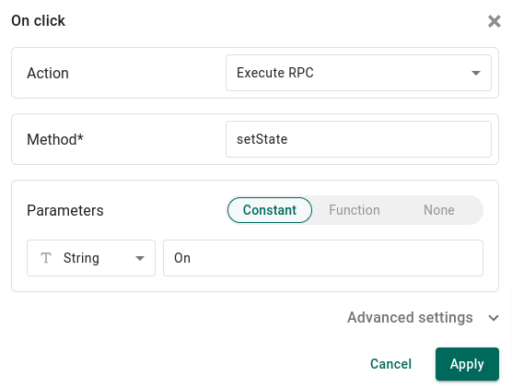 On click
Action
Execute RPC
Method*
setState
Parameters
Constant Function None
String
On
Advanced settings
Cancel Apply